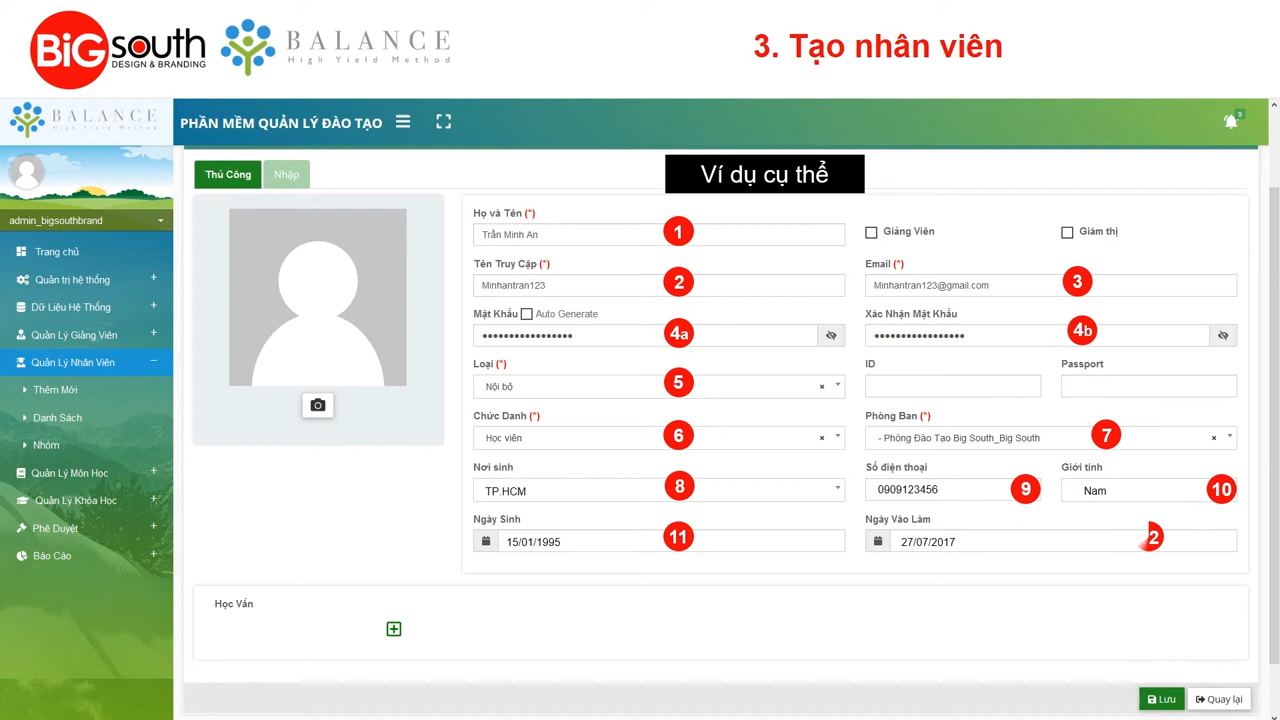 BiGSouth
DESIGN & BRANDING
BALANCE
High Yield Method
3. Tạo nhân viên
BALANCE
High Yield Method
PHẦN MỀM QUẢN LÝ ĐÀO TẠO
9
admin_bigsouthbrand
Trang chủ
Quản trị hệ thống +
Dữ Liệu Hệ Thống +
Quản Lý Giảng Viên +
Quản Lý Nhân Viên −
Thêm Mới
Danh Sách
Nhóm
Quản Lý Môn Học +
Quản Lý Khóa Học +
Phê Duyệt +
Báo Cáo +
Thủ Công Nhập
Ví dụ cụ thể
Họ và Tên (*)
Trần Minh An 1
Giảng Viên Giám thị
Tên Truy Cập (*) Email (*)
Minhantran123 2 Minhantran123@gmail.com 3
Mật Khẩu Auto Generate Xác Nhận Mật Khẩu
••••••••••••••••• 4a ••••••••••••••••• 4b
Loại (*) ID Passport
Nội bộ 5 ×
Chức Danh (*) Phòng Ban (*)
Học viên 6 × - Phòng Đào Tạo Big South_Big South 7 ×
Nơi sinh Số điện thoại Giới tính
TP.HCM 8 0909123456 9 Nam 10
Ngày Sinh Ngày Vào Làm
15/01/1995 11 27/07/2017 2
Học Vấn
Lưu Quay lại